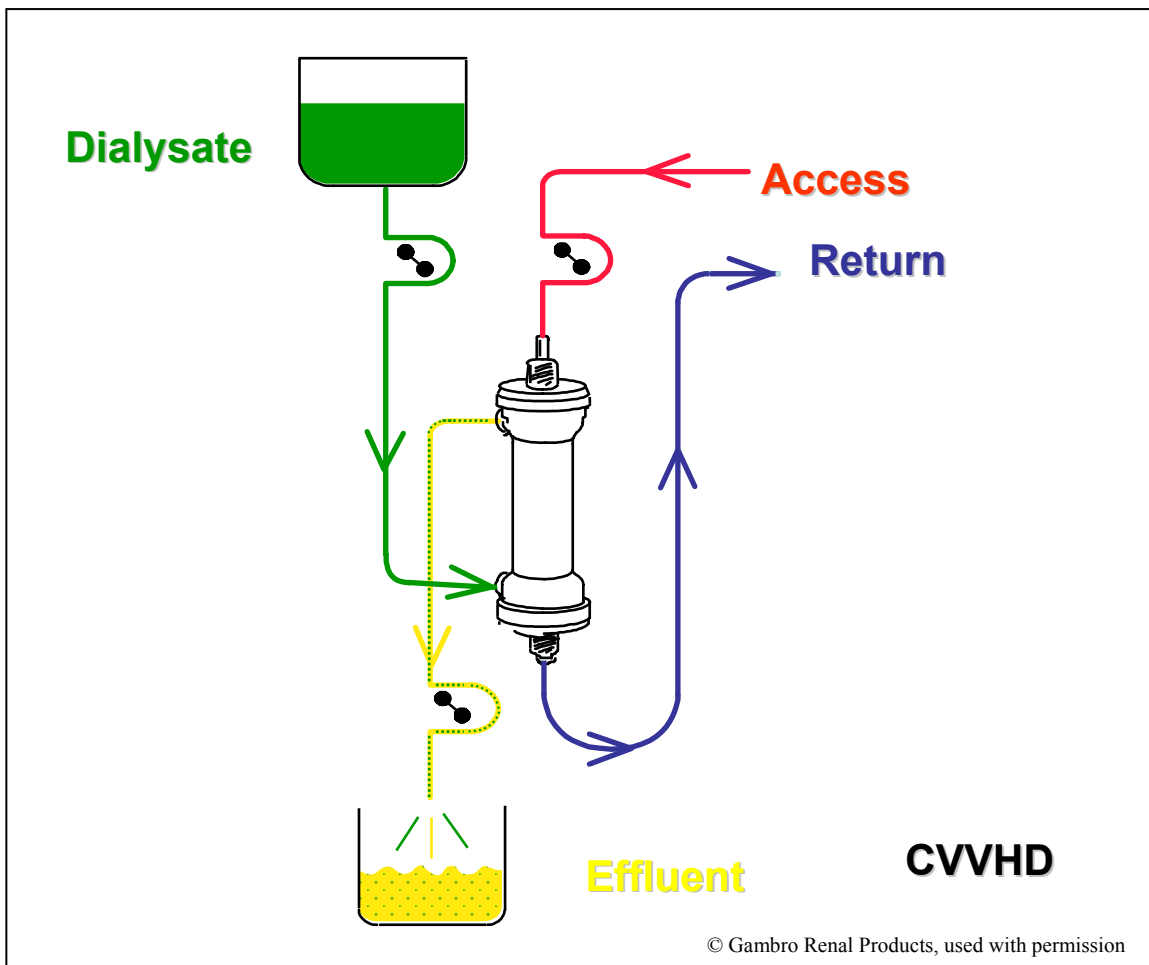 Dialysate
Access
Return
Effluent
CVVHD
© Gambro Renal Products, used with permission